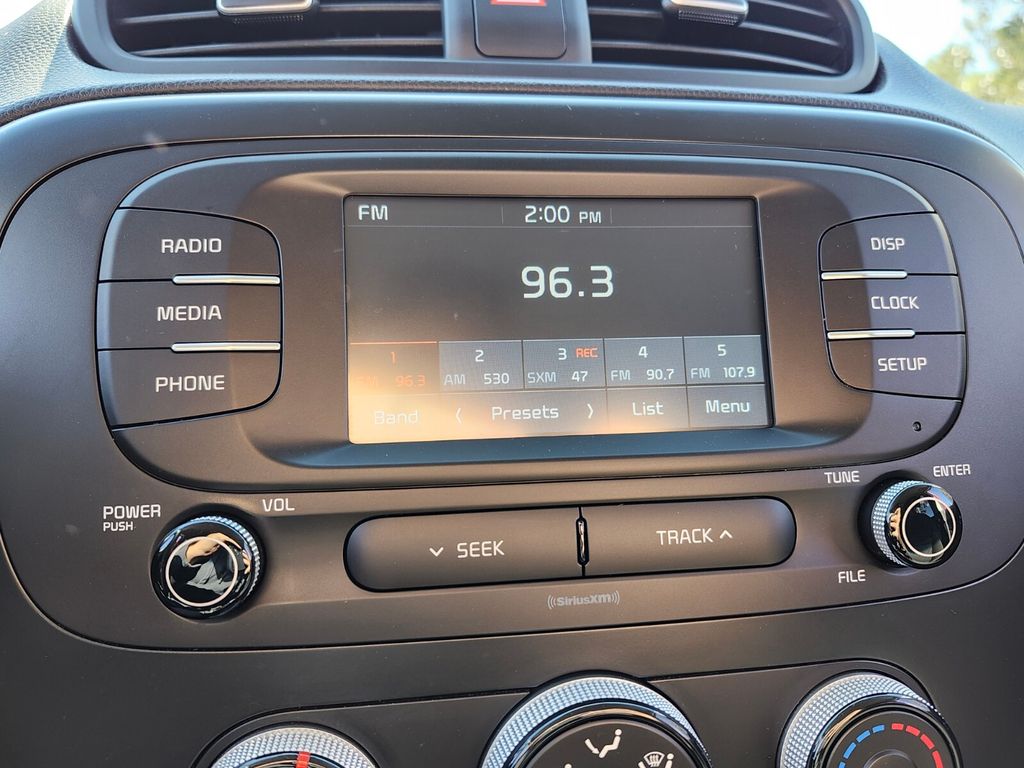 FM 2:00 PM
96.3
1 2 3 REC 4 5
FM 96.3 AM 530 SXM 47 FM 90.7 FM 107.9
Band Presets List Menu
RADIO
MEDIA
PHONE
DISP
CLOCK
SETUP
POWER
PUSH
VOL
SEEK
TRACK
TUNE
ENTER
FILE
((SiriusXM))